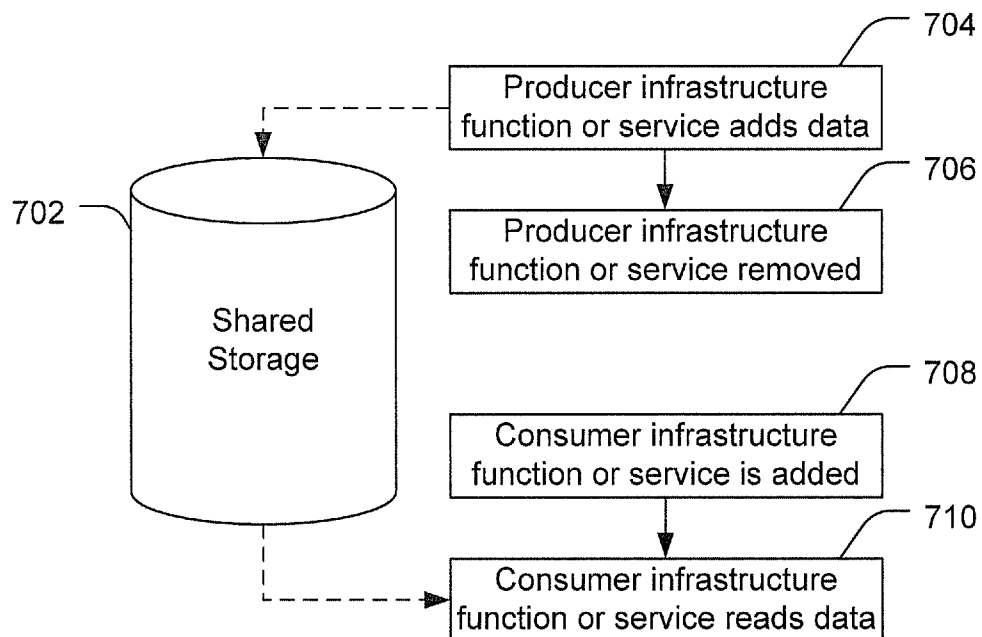 704
Producer infrastructure
function or service adds data
706
Producer infrastructure
function or service removed
702
Shared
Storage
708
Consumer infrastructure
function or service is added
710
Consumer infrastructure
function or service reads data